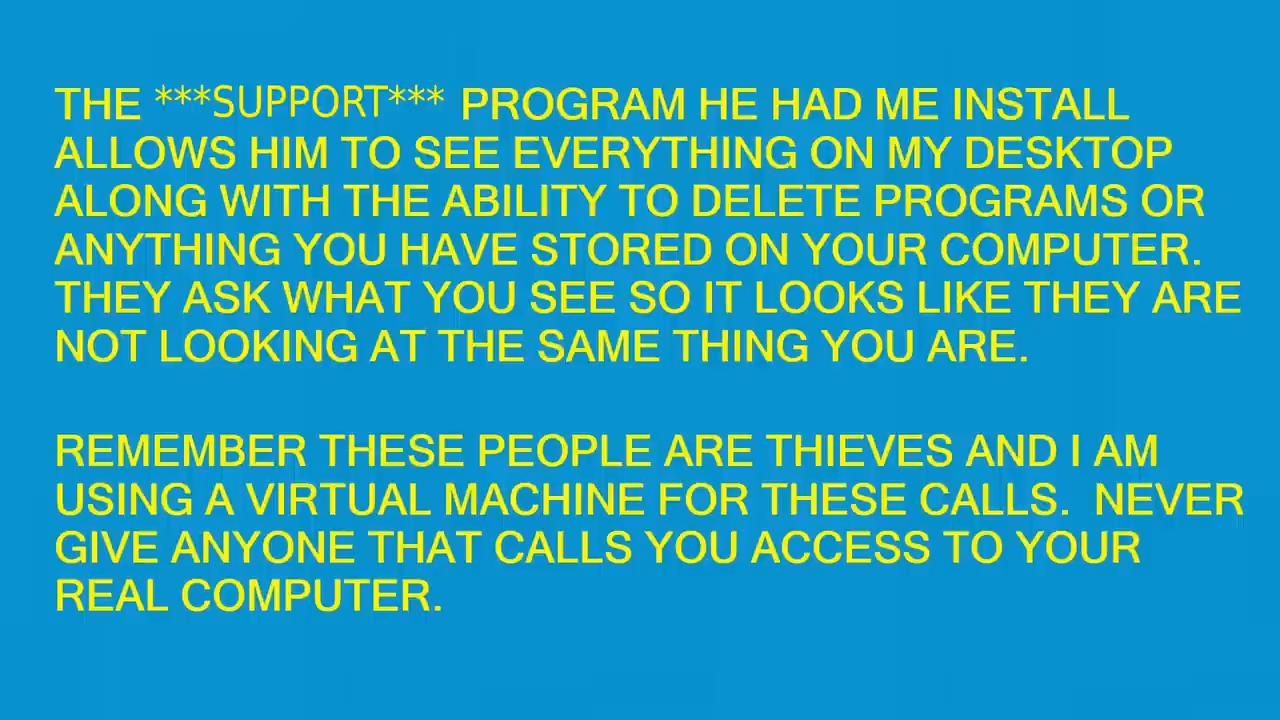 THE ***SUPPORT*** PROGRAM HE HAD ME INSTALL
ALLOWS HIM TO SEE EVERYTHING ON MY DESKTOP
ALONG WITH THE ABILITY TO DELETE PROGRAMS OR
ANYTHING YOU HAVE STORED ON YOUR COMPUTER.
THEY ASK WHAT YOU SEE SO IT LOOKS LIKE THEY ARE
NOT LOOKING AT THE SAME THING YOU ARE.
REMEMBER THESE PEOPLE ARE THIEVES AND I AM
USING A VIRTUAL MACHINE FOR THESE CALLS.  NEVER
GIVE ANYONE THAT CALLS YOU ACCESS TO YOUR
REAL COMPUTER.